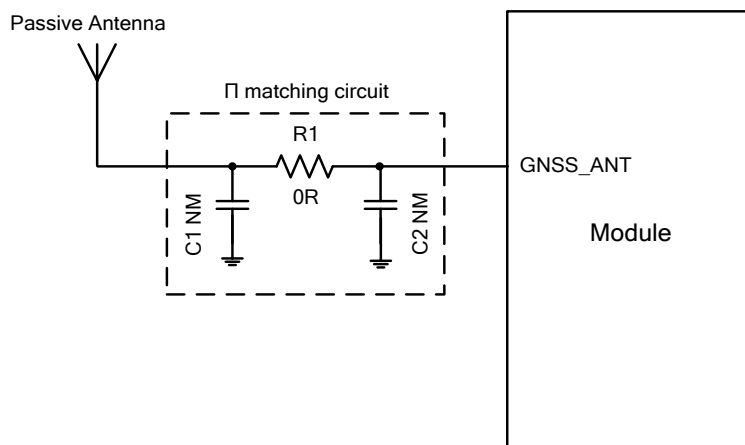 Passive Antenna
Π matching circuit
R1
0R
C1 NM
C2 NM
GNSS_ANT
Module